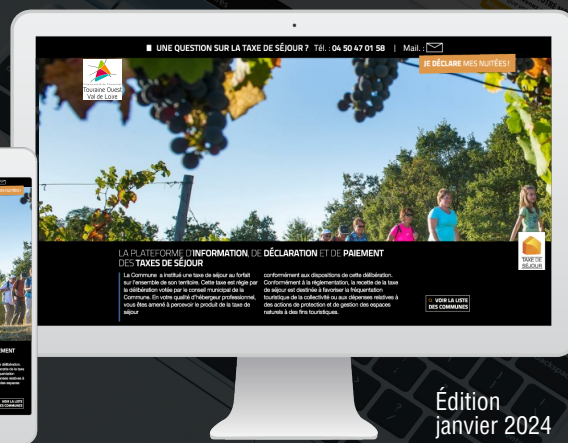 UNE QUESTION SUR LA TAXE DE SÉJOUR ? Tél. : 04 50 47 01 58 | Mail. :
JE DÉCLARE MES NUITÉES !
Touraine Ouest
Val de Loire
LA PLATEFORME D'INFORMATION, DE DÉCLARATION ET DE PAIEMENT
DES TAXES DE SÉJOUR
La Commune a institué une taxe de séjour au forfait
sur l'ensemble de son territoire. Cette taxe est régie par
la délibération votée par le conseil municipal de la
Commune. En votre qualité d'hébergeur professionnel,
vous êtes amené à percevoir le produit de la taxe de
séjour
conformément aux dispositions de cette délibération.
Conformément à la réglementation, la recette de la taxe
de séjour est destinée à favoriser la fréquentation
touristique de la collectivité ou aux dépenses relatives à
des actions de protection et de gestion des espaces
naturels à des fins touristiques.
TAXE DE
SÉJOUR
VOIR LA LISTE
DES COMMUNES
VOIR LA LISTE
DES COMMUNES
Édition
janvier 2024